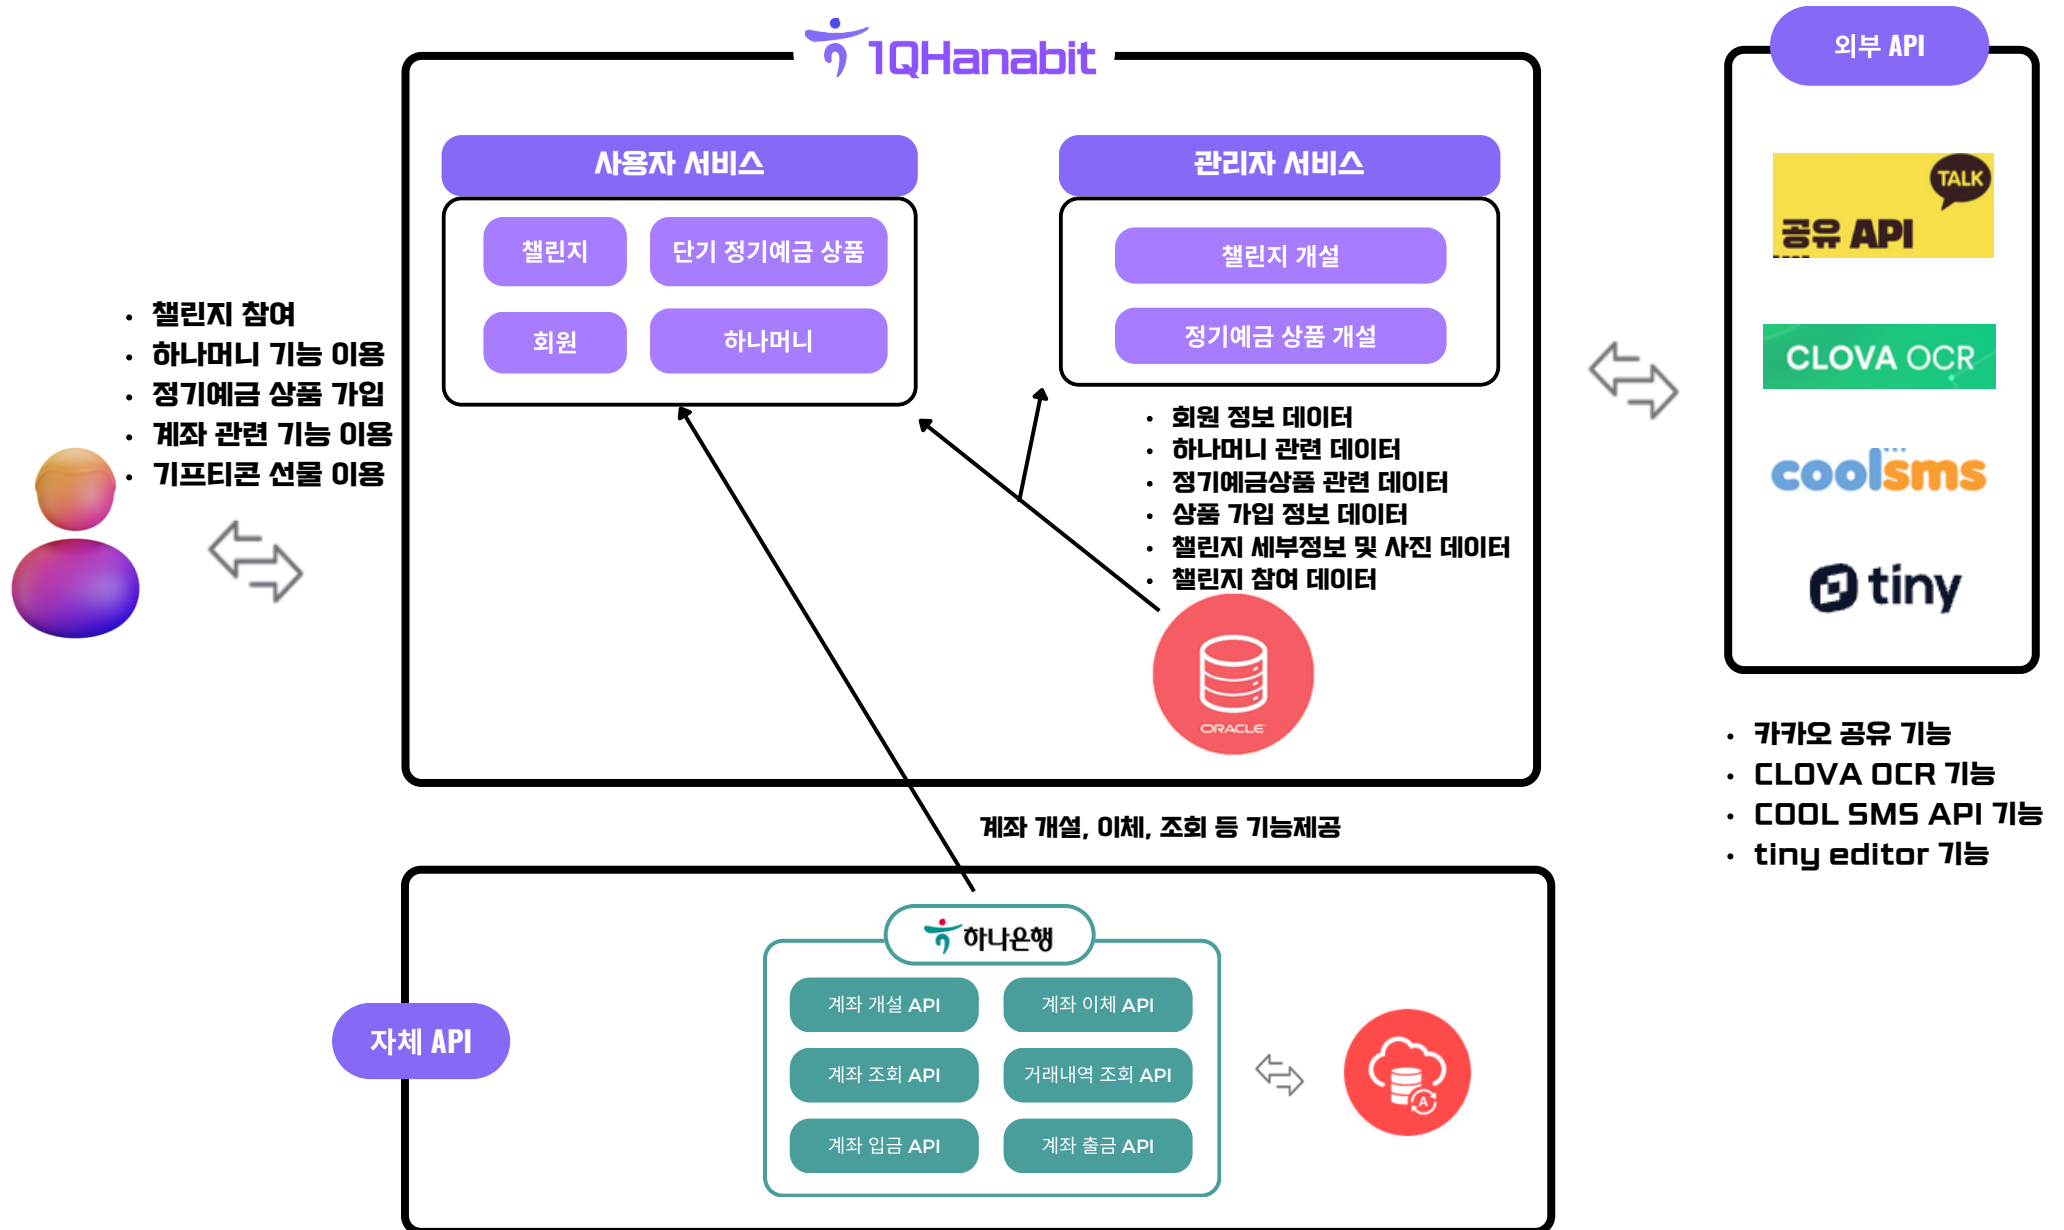 1QHanabit
외부 API
사용자 서비스
관리자 서비스
챌린지
단기 정기예금 상품
회원
하나머니
챌린지 개설
정기예금 상품 개설
TALK
공유 API
CLOVA OCR
coolsms
tiny
• 챌린지 참여
• 하나머니 기능 이용
• 정기예금 상품 가입
• 계좌 관련 기능 이용
• 기프티콘 선물 이용
• 회원 정보 데이터
• 하나머니 관련 데이터
• 정기예금상품 관련 데이터
• 상품 가입 정보 데이터
• 챌린지 세부정보 및 사진 데이터
• 챌린지 참여 데이터
ORACLE
• 카카오 공유 기능
• CLOVA OCR 기능
• COOL SMS API 기능
• tiny editor 기능
계좌 개설, 이체, 조회 등 기능제공
하나은행
자체 API
계좌 개설 API
계좌 이체 API
계좌 조회 API
거래내역 조회 API
계좌 입금 API
계좌 출금 API
A